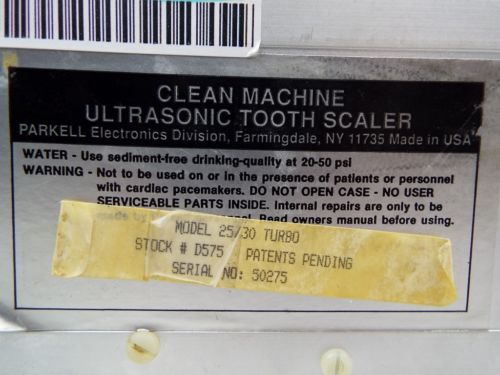 CLEAN MACHINE
ULTRASONIC TOOTH SCALER
PARKELL Electronics Division, Farmingdale, NY 11735 Made in USA
WATER - Use sediment-free drinking-quality at 20-50 psi
WARNING - Not to be used on or in the presence of patients or personnel
with cardiac pacemakers. DO NOT OPEN CASE - NO USER
SERVICEABLE PARTS INSIDE. Internal repairs are only to be
made by Read owners manual before using.
MODEL 25/30 TURBO
STOCK # D575 PATENTS PENDING
SERIAL NO: 50275